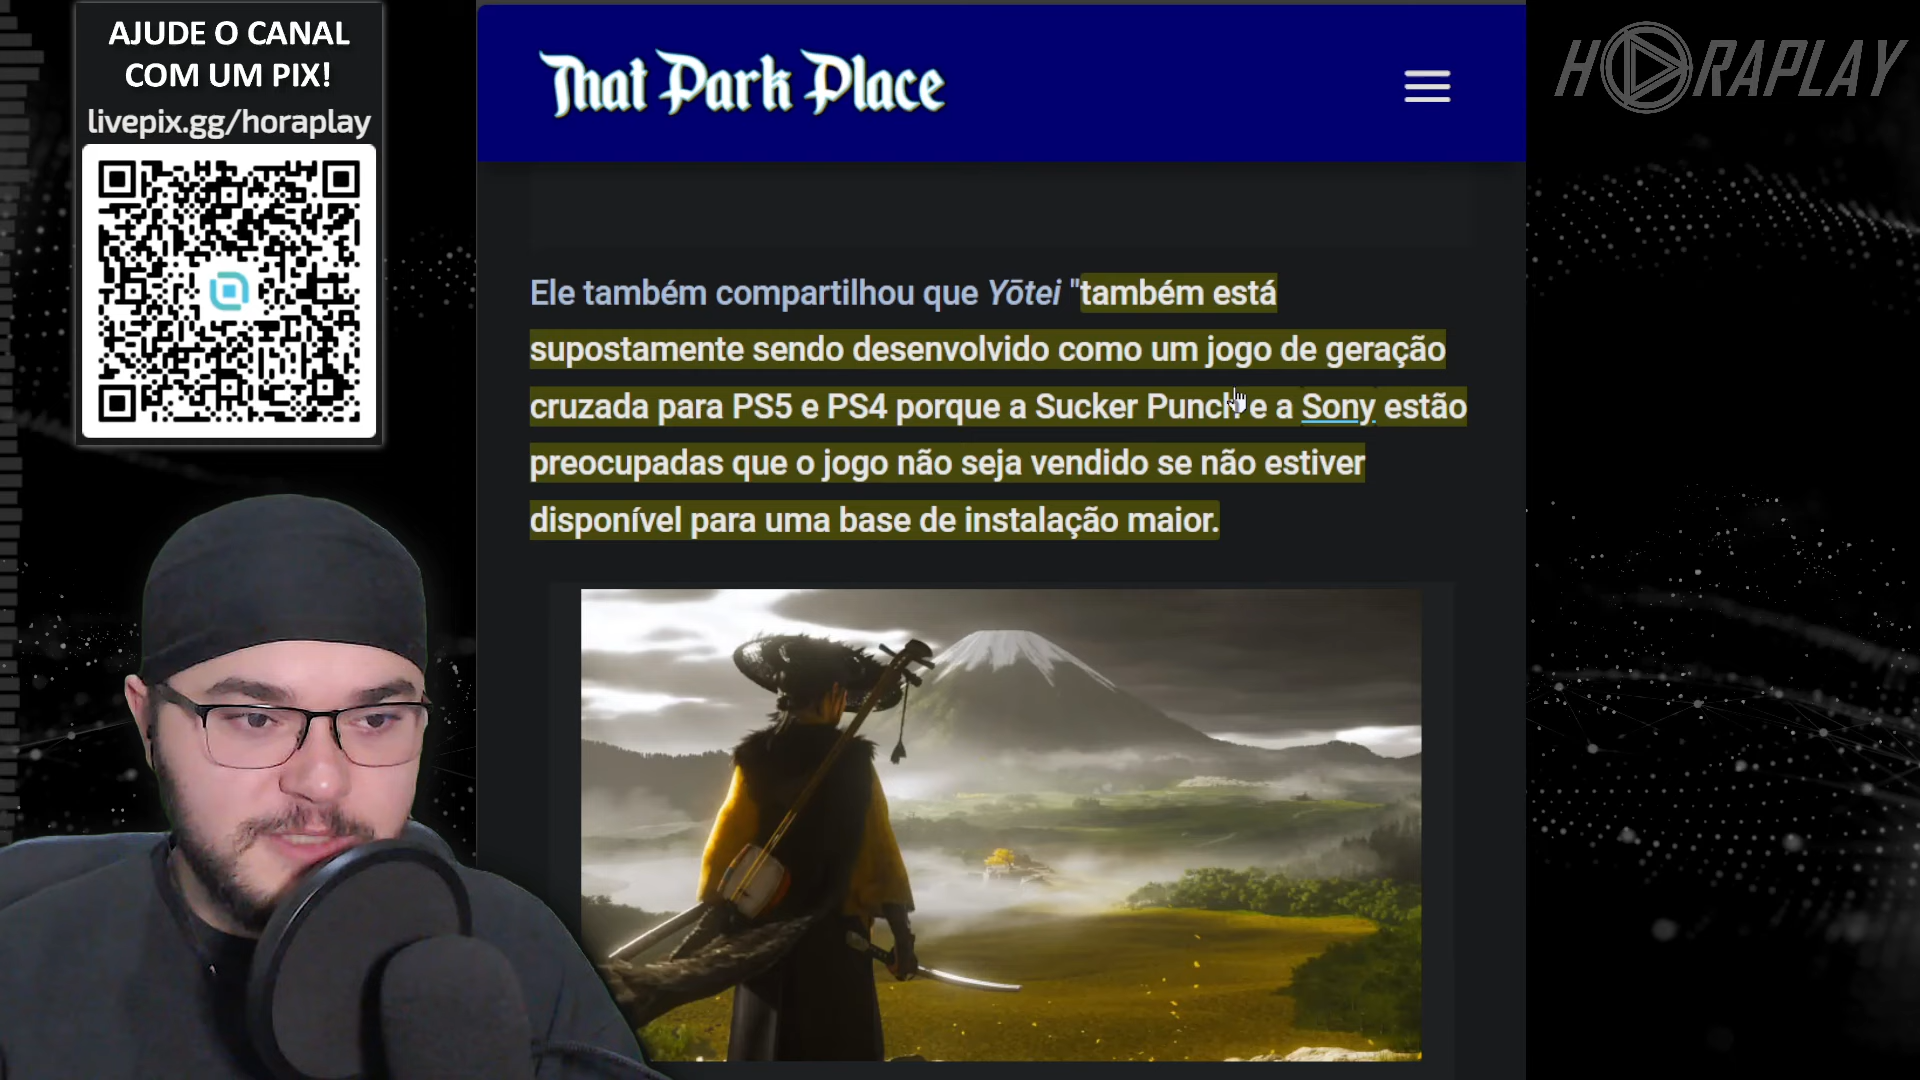 AJUDE O CANAL
COM UM PIX!
livepix.gg/horaplay
That Park Place
HORAPLAY
Ele também compartilhou que Yōtei "também está
supostamente sendo desenvolvido como um jogo de geração
cruzada para PS5 e PS4 porque a Sucker Punch e a Sony estão
preocupadas que o jogo não seja vendido se não estiver
disponível para uma base de instalação maior.